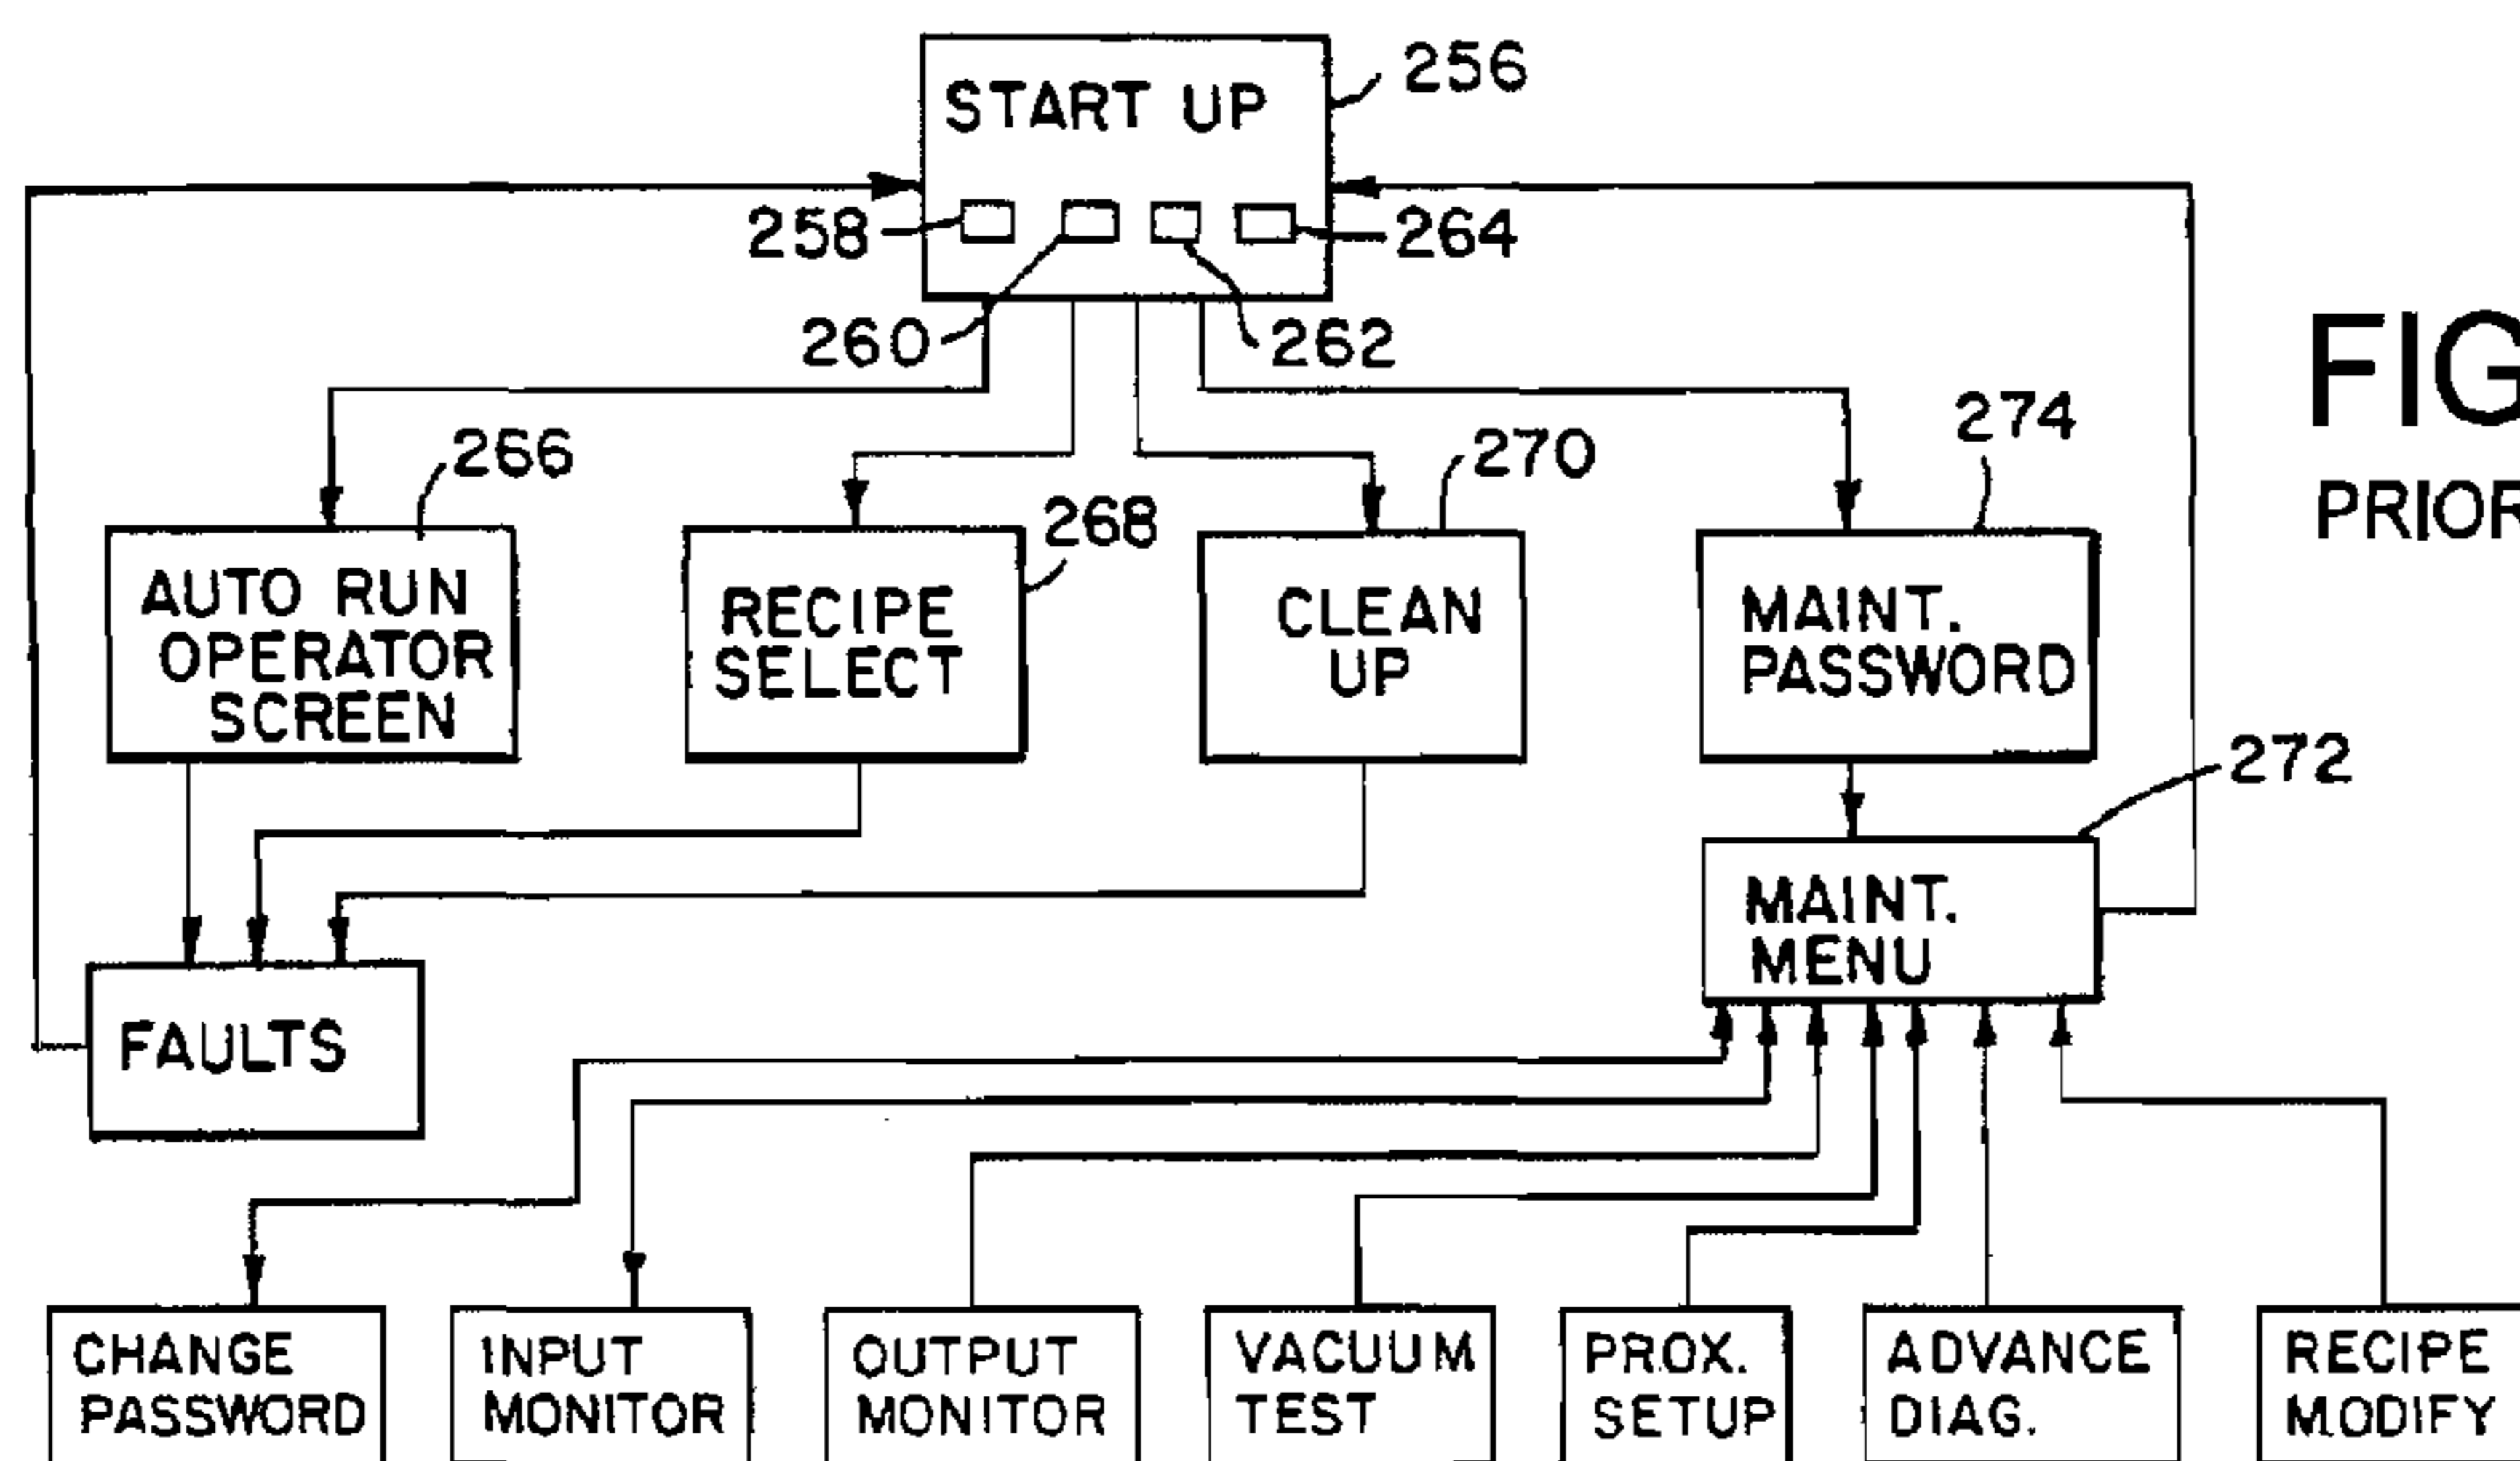 START UP
256
258
264
260
262
FIG
PRIOR
266
268
270
274
AUTO RUN
OPERATOR
SCREEN
RECIPE
SELECT
CLEAN
UP
MAINT.
PASSWORD
272
MAINT.
MENU
FAULTS
CHANGE
PASSWORD
INPUT
MONITOR
OUTPUT
MONITOR
VACUUM
TEST
PROX.
SETUP
ADVANCE
DIAG.
RECIPE
MODIFY